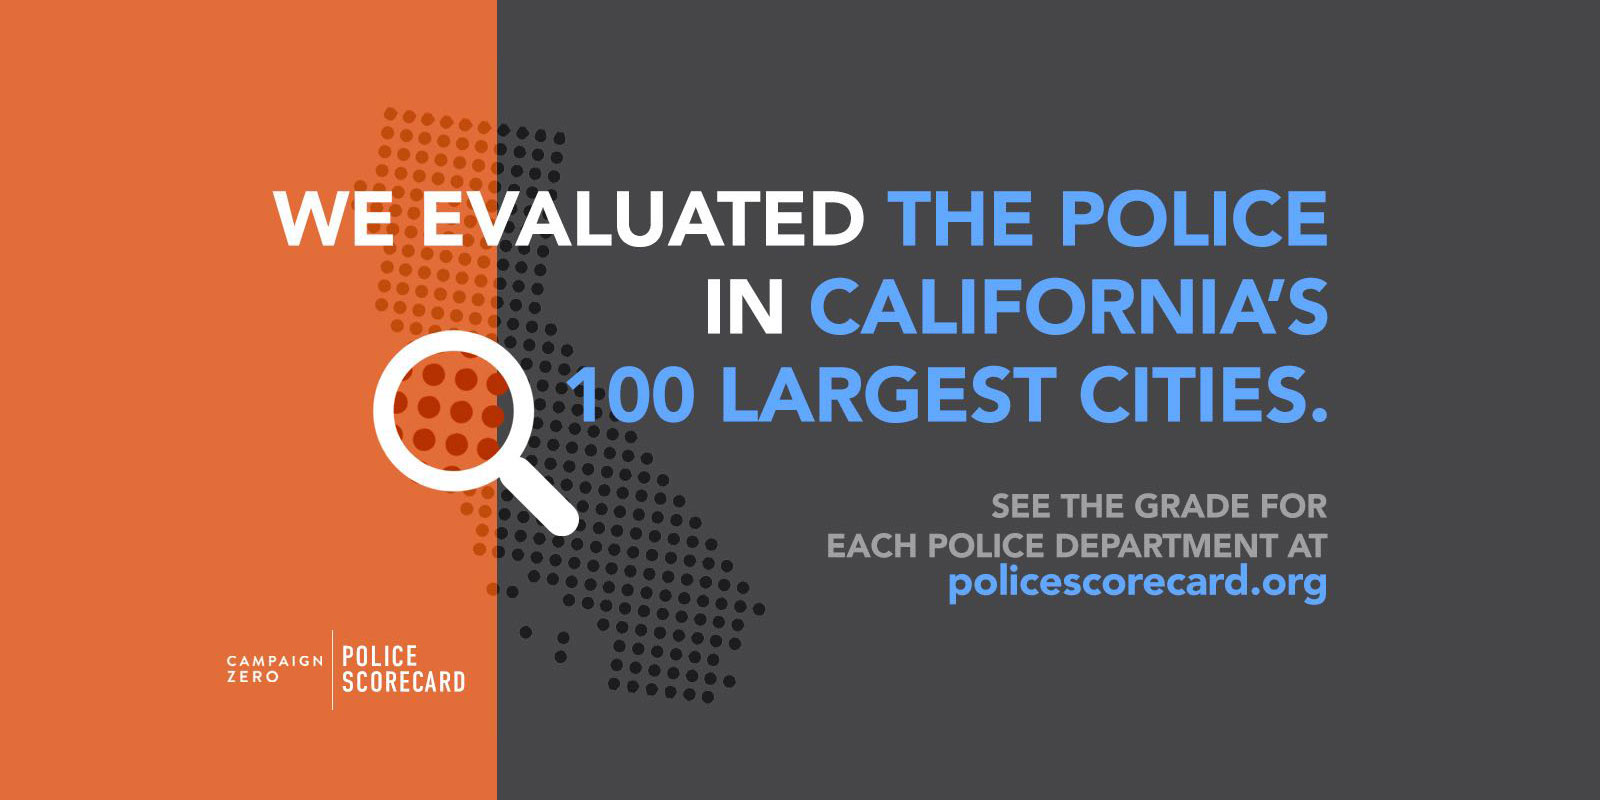 WE EVALUATED THE POLICE
IN CALIFORNIA’S
100 LARGEST CITIES.
SEE THE GRADE FOR
EACH POLICE DEPARTMENT AT
policescorecard.org
CAMPAIGN
ZERO
POLICE
SCORECARD